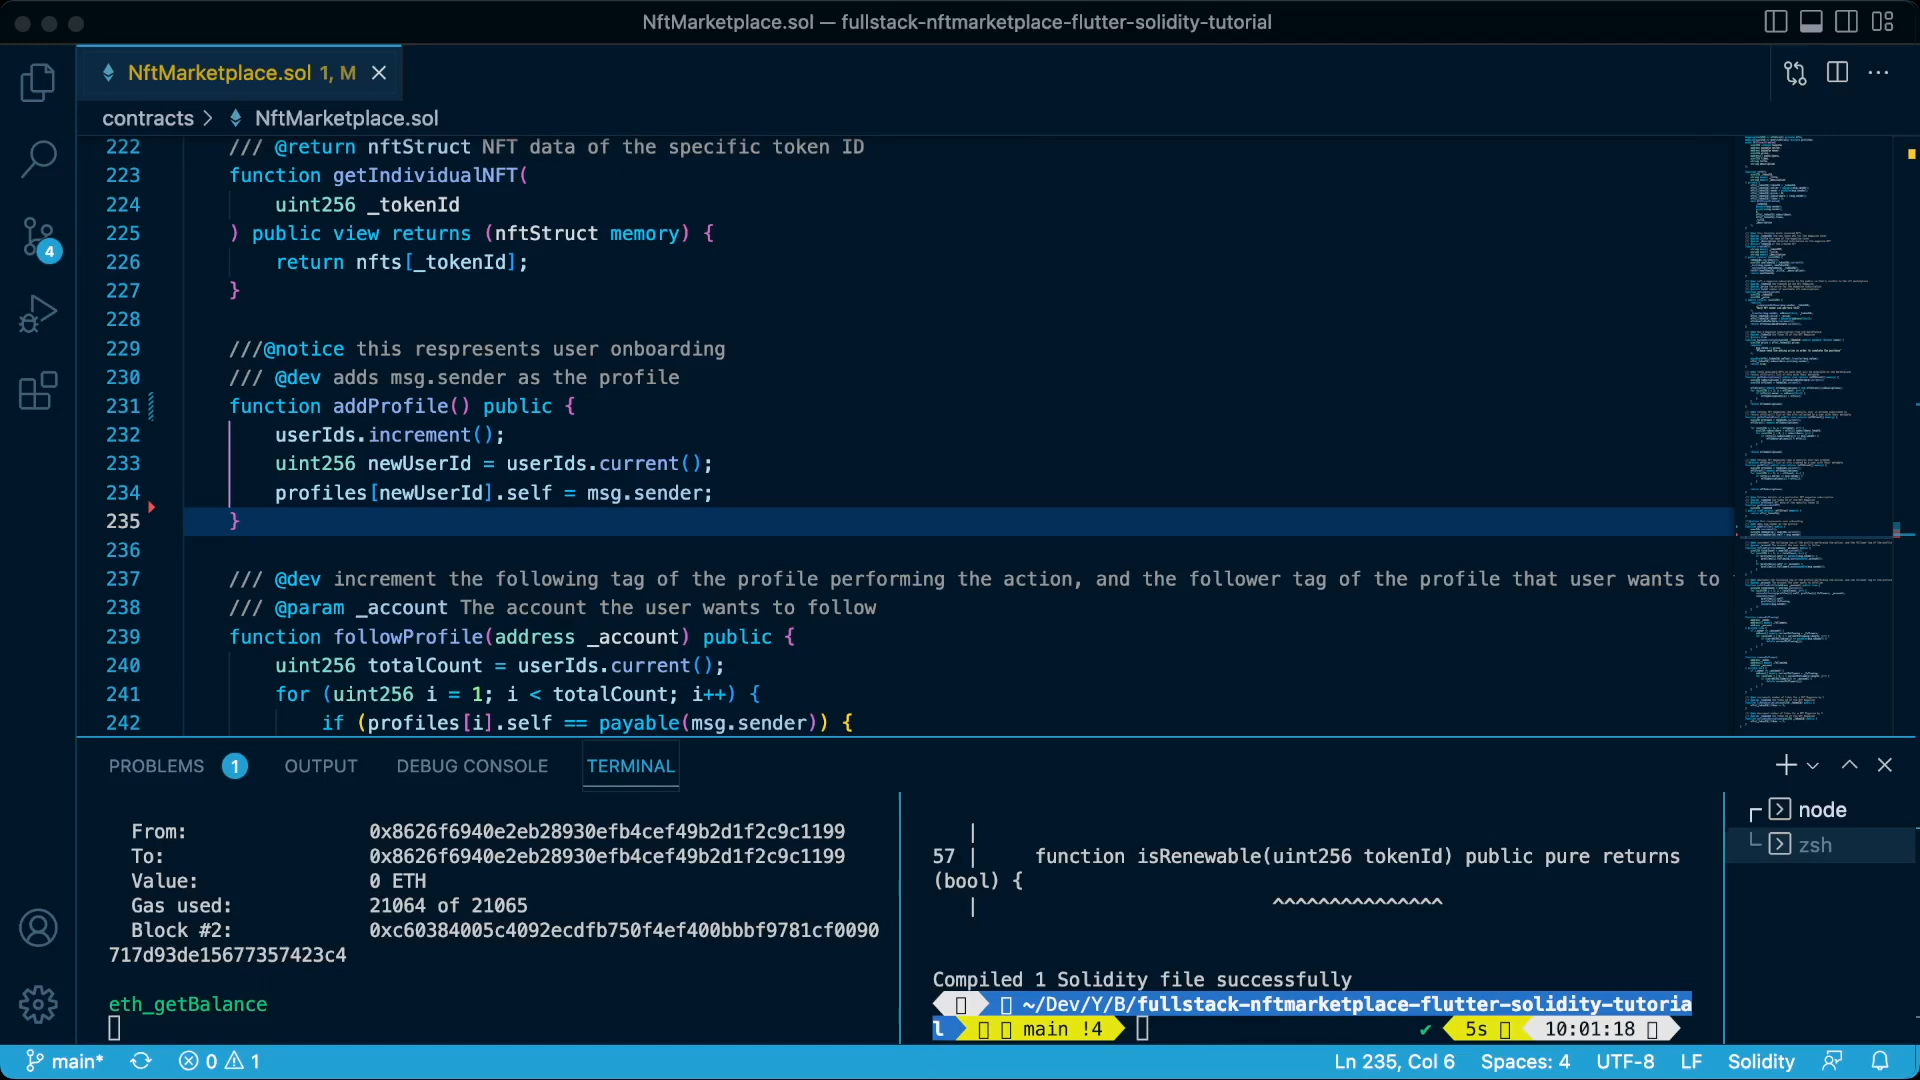 NftMarketplace.sol — fullstack-nftmarketplace-flutter-solidity-tutorial
NftMarketplace.sol 1, M
contracts > NftMarketplace.sol
222 /// @return nftStruct NFT data of the specific token ID
223 function getIndividualNFT(
224 uint256 _tokenId
225 ) public view returns (nftStruct memory) {
226 return nfts[_tokenId];
227 }
228
229 ///@notice this respresents user onboarding
230 /// @dev adds msg.sender as the profile
231 function addProfile() public {
232 userIds.increment();
233 uint256 newUserId = userIds.current();
234 profiles[newUserId].self = msg.sender;
235 }
236
237 /// @dev increment the following tag of the profile performing the action, and the follower tag of the profile that user wants to
238 /// @param _account The account the user wants to follow
239 function followProfile(address _account) public {
240 uint256 totalCount = userIds.current();
241 for (uint256 i = 1; i < totalCount; i++) {
242 if (profiles[i].self == payable(msg.sender)) {
4
PROBLEMS 1 OUTPUT DEBUG CONSOLE TERMINAL
From: 0x8626f6940e2eb28930efb4cef49b2d1f2c9c1199
To: 0x8626f6940e2eb28930efb4cef49b2d1f2c9c1199
Value: 0 ETH
Gas used: 21064 of 21065
Block #2: 0xc60384005c4092ecdfb750f4ef400bbbf9781cf0090
717d93de15677357423c4
eth_getBalance
|
57 | function isRenewable(uint256 tokenId) public pure returns
(bool) {
| ^^^^^^^^^^^^^^^
Compiled 1 Solidity file successfully
~/Dev/Y/B/fullstack-nftmarketplace-flutter-solidity-tutoria
l main !4 ✔ 5s 10:01:18
node
zsh
main* 0 1 Ln 235, Col 6 Spaces: 4 UTF-8 LF Solidity